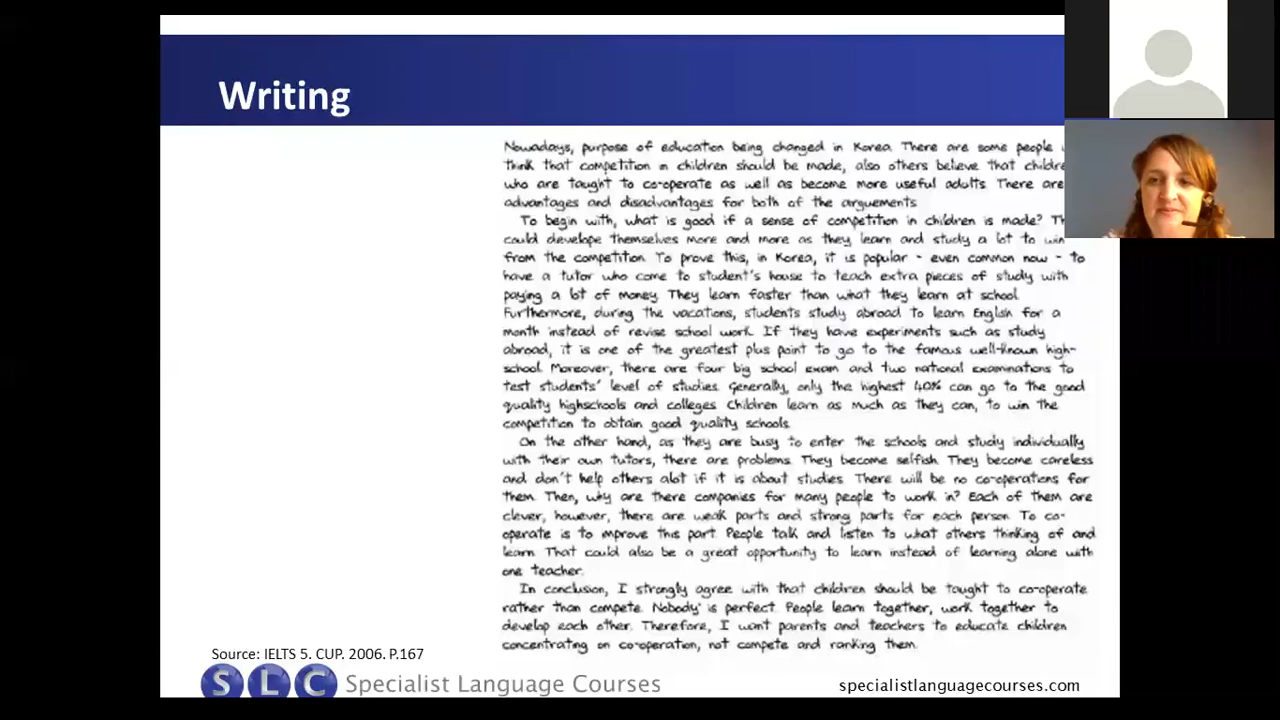 Writing
Nowadays, purpose of education being changed in Korea. There are some people
think that competition in children should be made, also others believe that
who are taught to co-operate as well as become more useful adults. There are
advantages and disadvantages for both of the arguements.
To begin with, what is good if a sense of competition in children is made?
could develope themselves more and more as they learn and study a lot to win
from the competition. To prove this, in Korea, it is popular - even common now - to
have a tutor who come to student's house to teach extra pieces of study with
paying a lot of money. They learn faster than what they learn at school.
Furthermore, during the vacations, students study abroad to learn English for a
month instead of revise school work. If they have experiments such as study
abroad, it is one of the greatest plus point to go to the famous well-known high-
school. Moreover, there are four big school exam and two national examinations to
test students' level of studies. Generally, only the highest 40% can go to the good
quality highschools and colleges. Children learn as much as they can, to win the
competition to obtain good quality schools.
On the other hand, as they are busy to enter the schools and study individually
with their own tutors, there are problems. They become selfish. They become careless
and don't help others alot if it is about studies. There will be no co-operations for
them. Then, why are there companies for many people to work in? Each of them are
clever, however, there are weak parts and strong parts for each person. To co-
operate is to improve this part. People talk and listen to what others thinking of and
learn. That could also be a great opportunity to learn instead of learning alone with
one teacher.
In conclusion, I strongly agree with that children should be taught to co-operate
rather than compete. Nobody is perfect. People learn together, work together to
develop each other. Therefore, I want parents and teachers to educate children
concentrating on co-operation, not compete and ranking them.
Source: IELTS 5. CUP. 2006. P.167
SLC Specialist Language Courses
specialistlanguagecourses.com